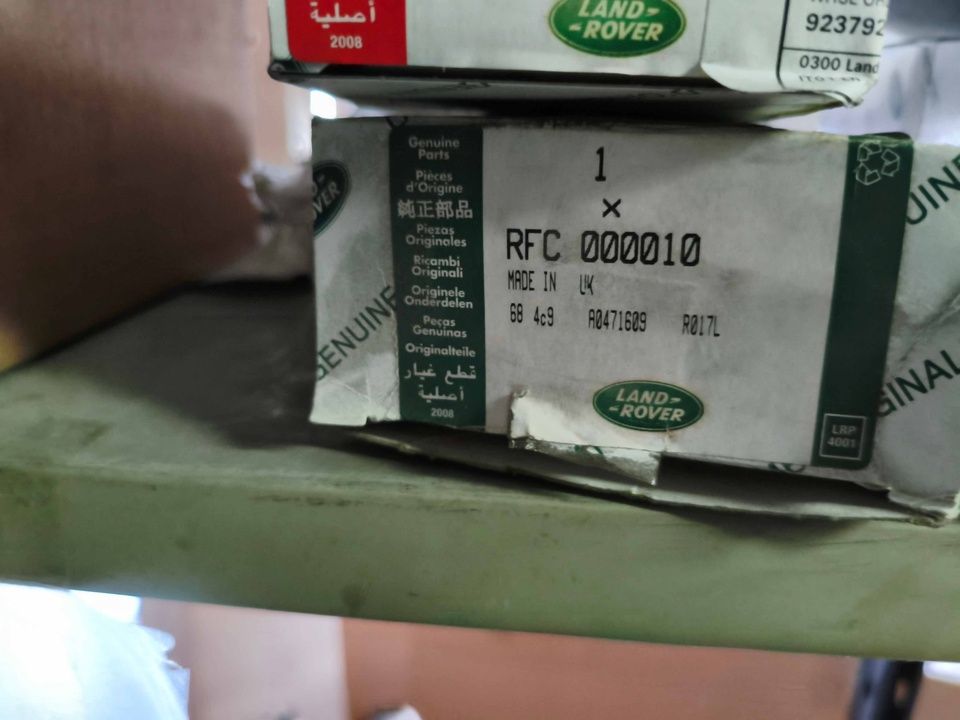 أصلية
2008
LAND-
-ROVER
923792
0300 Land
Genuine
Parts
Pièces
d'Origine
純正部品
Piezas
Originales
Ricambi
Originali
Originele
Onderdelen
Peças
Genuinas
Originalteile
قطع غيار
أصلية
2008
1
×
RFC 000010
MADE IN UK
68 4c9 A0471609 R017L
LAND-
-ROVER
LRP
4001
GENUINE
UINE
GINAL